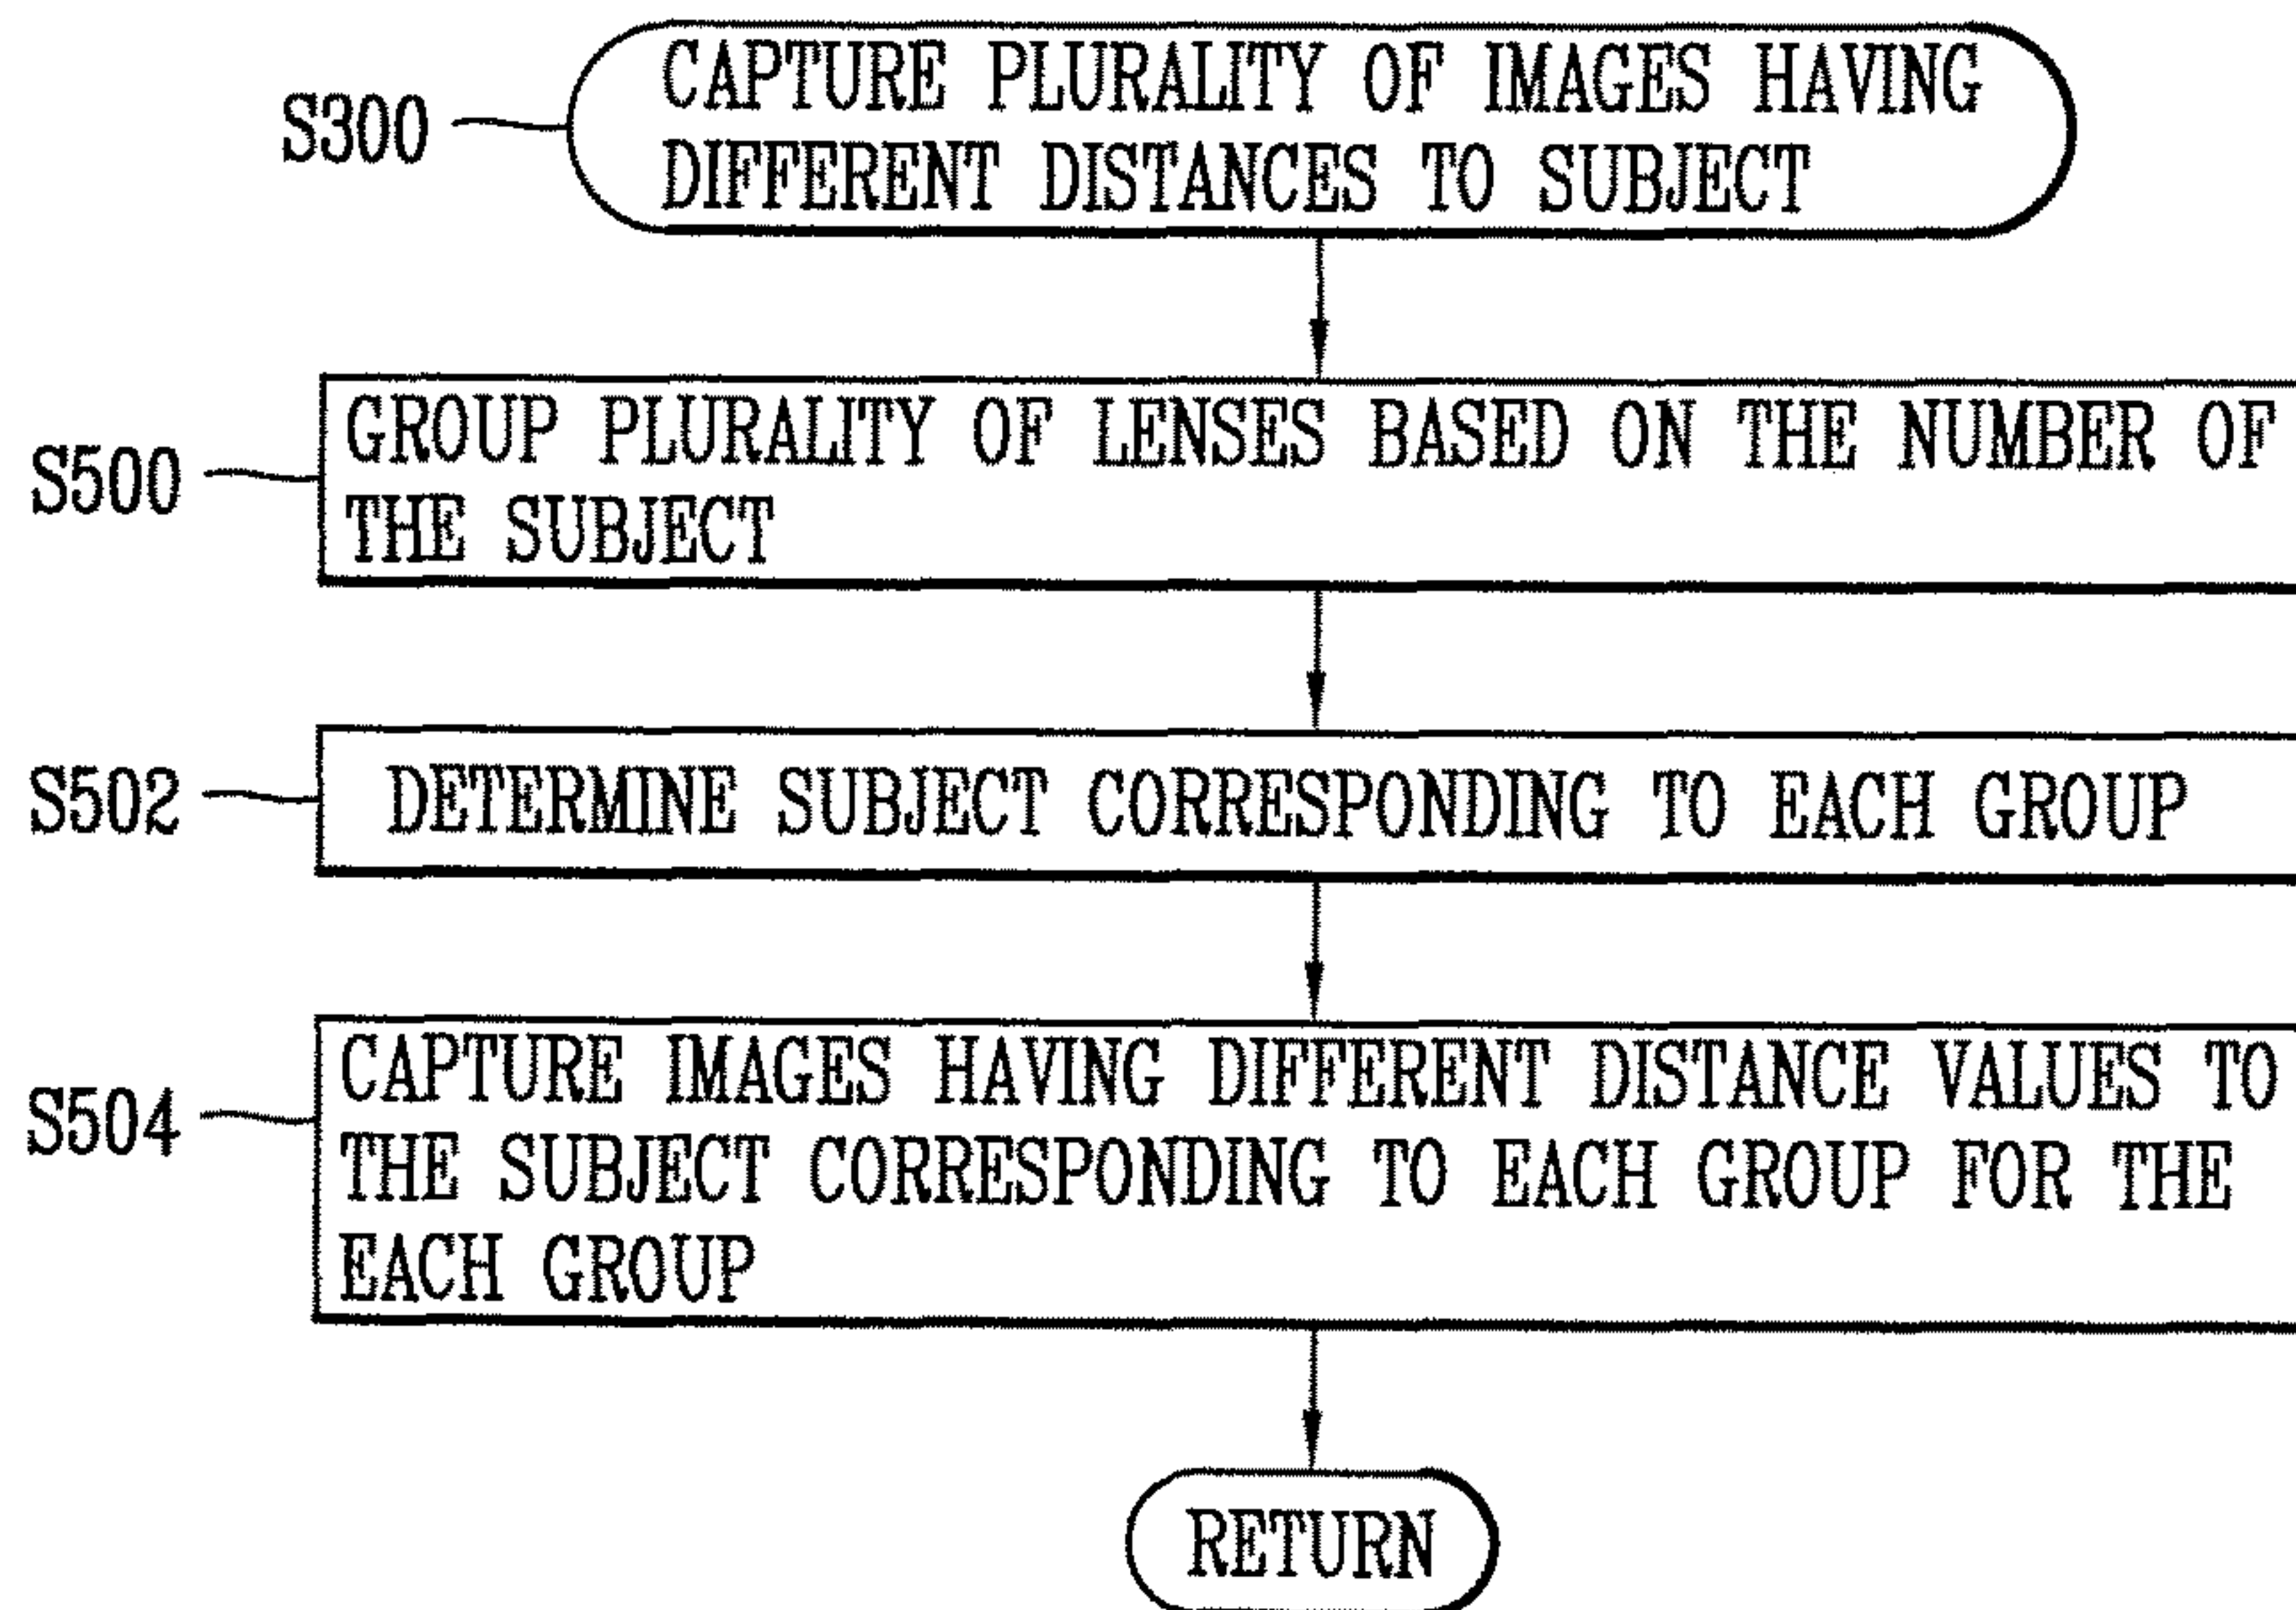 S300
CAPTURE PLURALITY OF IMAGES HAVING
DIFFERENT DISTANCES TO SUBJECT
S500
GROUP PLURALITY OF LENSES BASED ON THE NUMBER OF
THE SUBJECT
S502
DETERMINE SUBJECT CORRESPONDING TO EACH GROUP
S504
CAPTURE IMAGES HAVING DIFFERENT DISTANCE VALUES TO
THE SUBJECT CORRESPONDING TO EACH GROUP FOR THE
EACH GROUP
RETURN